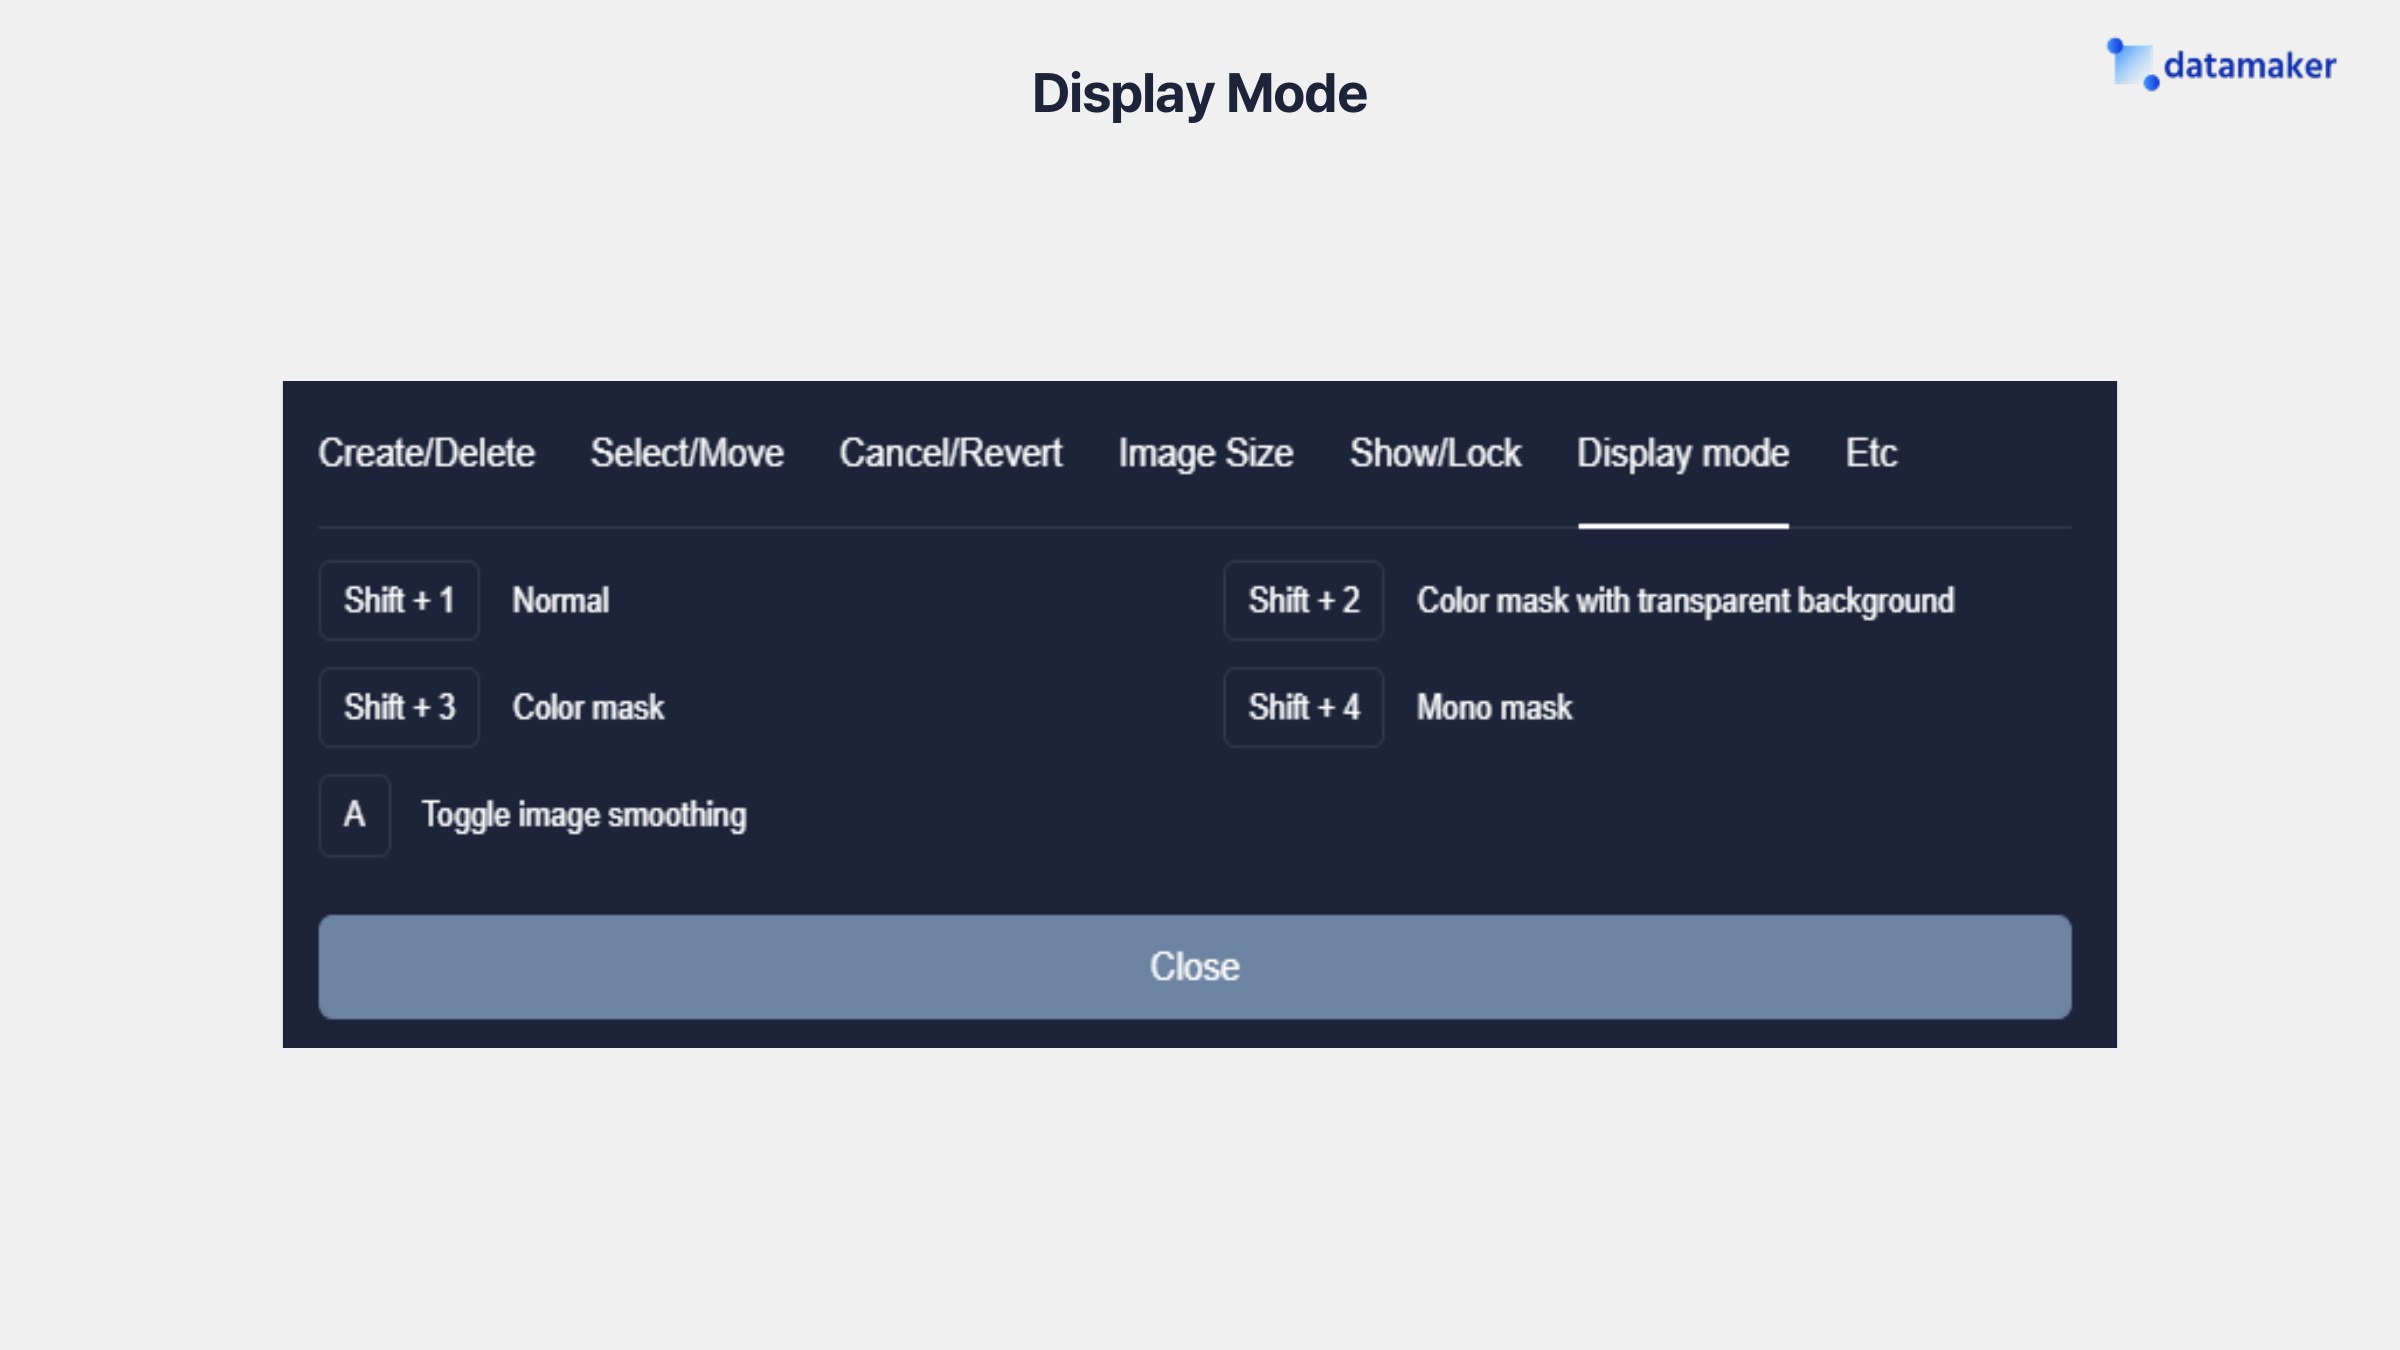 Display Mode
datamaker
Create/Delete Select/Move Cancel/Revert Image Size Show/Lock Display mode Etc
Shift + 1 Normal Shift + 2 Color mask with transparent background
Shift + 3 Color mask Shift + 4 Mono mask
A Toggle image smoothing
Close